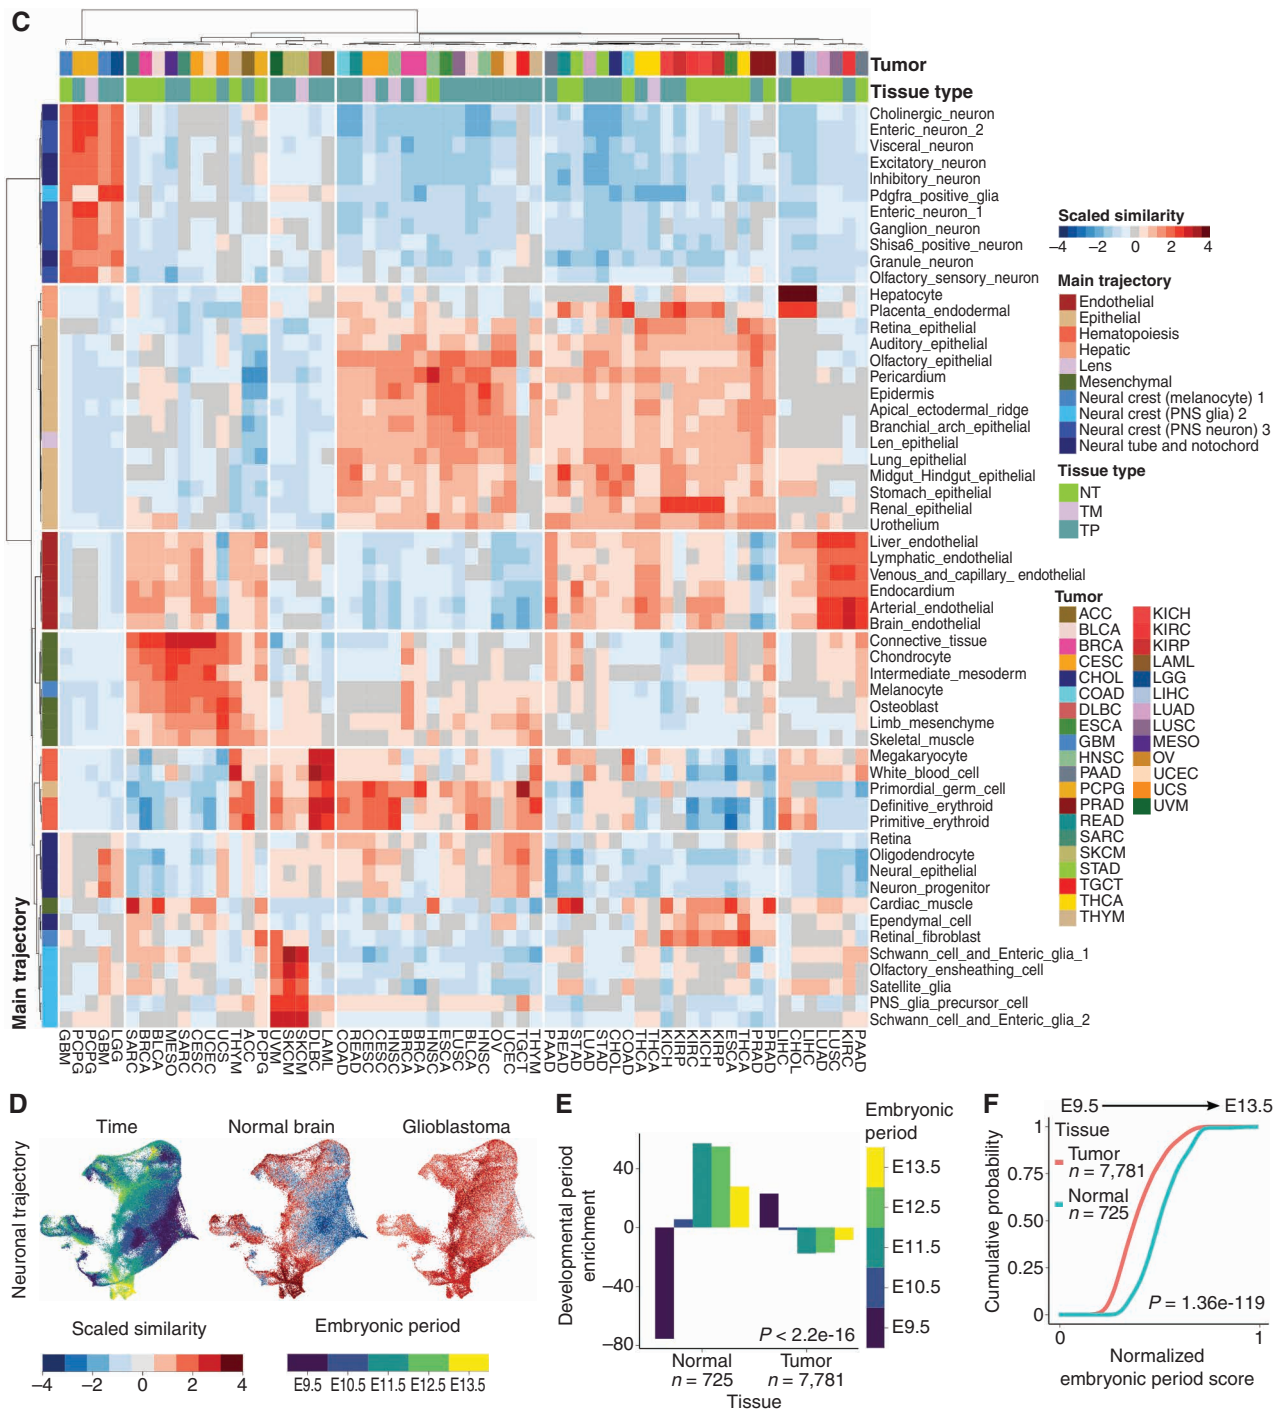 C
Tumor
Tissue type
Cholinergic_neuron
Enteric_neuron_2
Visceral_neuron
Excitatory_neuron
Inhibitory_neuron
Pdgfra_positive_glia
Enteric_neuron_1
Ganglion_neuron
Shisa6_positive_neuron
Granule_neuron
Olfactory_sensory_neuron
Hepatocyte
Placenta_endodermal
Retina_epithelial
Auditory_epithelial
Olfactory_epithelial
Pericardium
Epidermis
Apical_ectodermal_ridge
Branchial_arch_epithelial
Len_epithelial
Lung_epithelial
Midgut_Hindgut_epithelial
Stomach_epithelial
Renal_epithelial
Urothelium
Liver_endothelial
Lymphatic_endothelial
Venous_and_capillary_ endothelial
Endocardium
Arterial_endothelial
Brain_endothelial
Connective_tissue
Chondrocyte
Intermediate_mesoderm
Melanocyte
Osteoblast
Limb_mesenchyme
Skeletal_muscle
Megakaryocyte
White_blood_cell
Primordial_germ_cell
Definitive_erythroid
Primitive_erythroid
Retina
Oligodendrocyte
Neural_epithelial
Neuron_progenitor
Cardiac_muscle
Ependymal_cell
Retinal_fibroblast
Schwann_cell_and_Enteric_glia_1
Olfactory_ensheathing_cell
Satellite_glia
PNS_glia_precursor_cell
Schwann_cell_and_Enteric_glia_2
Main trajectory
GBM PCPG PCPG GBM LGG SARC BRCA BLCA MESO SARC CESC UCEC UCS THYM ACC PCPG UVM SKCM SKCM DLBC LAML COAD READ CESC CESC HNSC BRCA BRCA HNSC ESCA LUSC BLCA HNSC OV UCEC TGCT THYM PAAD READ STAD LUAD STAD CHOL COAD THCA THCA KICH KIRP KIRC KICH KIRP ESCA THCA PRAD PRAD LIHC CHOL LIHC LUAD LUSC KIRC PAAD
Scaled similarity
−4 −2 0 2 4
Main trajectory
Endothelial
Epithelial
Hematopoiesis
Hepatic
Lens
Mesenchymal
Neural crest (melanocyte) 1
Neural crest (PNS glia) 2
Neural crest (PNS neuron) 3
Neural tube and notochord
Tissue type
NT
TM
TP
Tumor
ACC
BLCA
BRCA
CESC
CHOL
COAD
DLBC
ESCA
GBM
HNSC
PAAD
PCPG
PRAD
READ
SARC
SKCM
STAD
TGCT
THCA
THYM
KICH
KIRC
KIRP
LAML
LGG
LIHC
LUAD
LUSC
MESO
OV
UCEC
UCS
UVM
D
Time
Normal brain
Glioblastoma
Neuronal trajectory
Scaled similarity
−4 −2 0 2 4
Embryonic period
E9.5 E10.5 E11.5 E12.5 E13.5
E
Developmental period
enrichment
40
0
−40
−80
P < 2.2e-16
Normal
n = 725
Tumor
n = 7,781
Tissue
Embryonic
period
E13.5
E12.5
E11.5
E10.5
E9.5
F
E9.5 E13.5
Cumulative probability
1
0.75
0.50
0.25
0
Tissue
Tumor
n = 7,781
Normal
n = 725
P = 1.36e-119
0 1
Normalized
embryonic period score